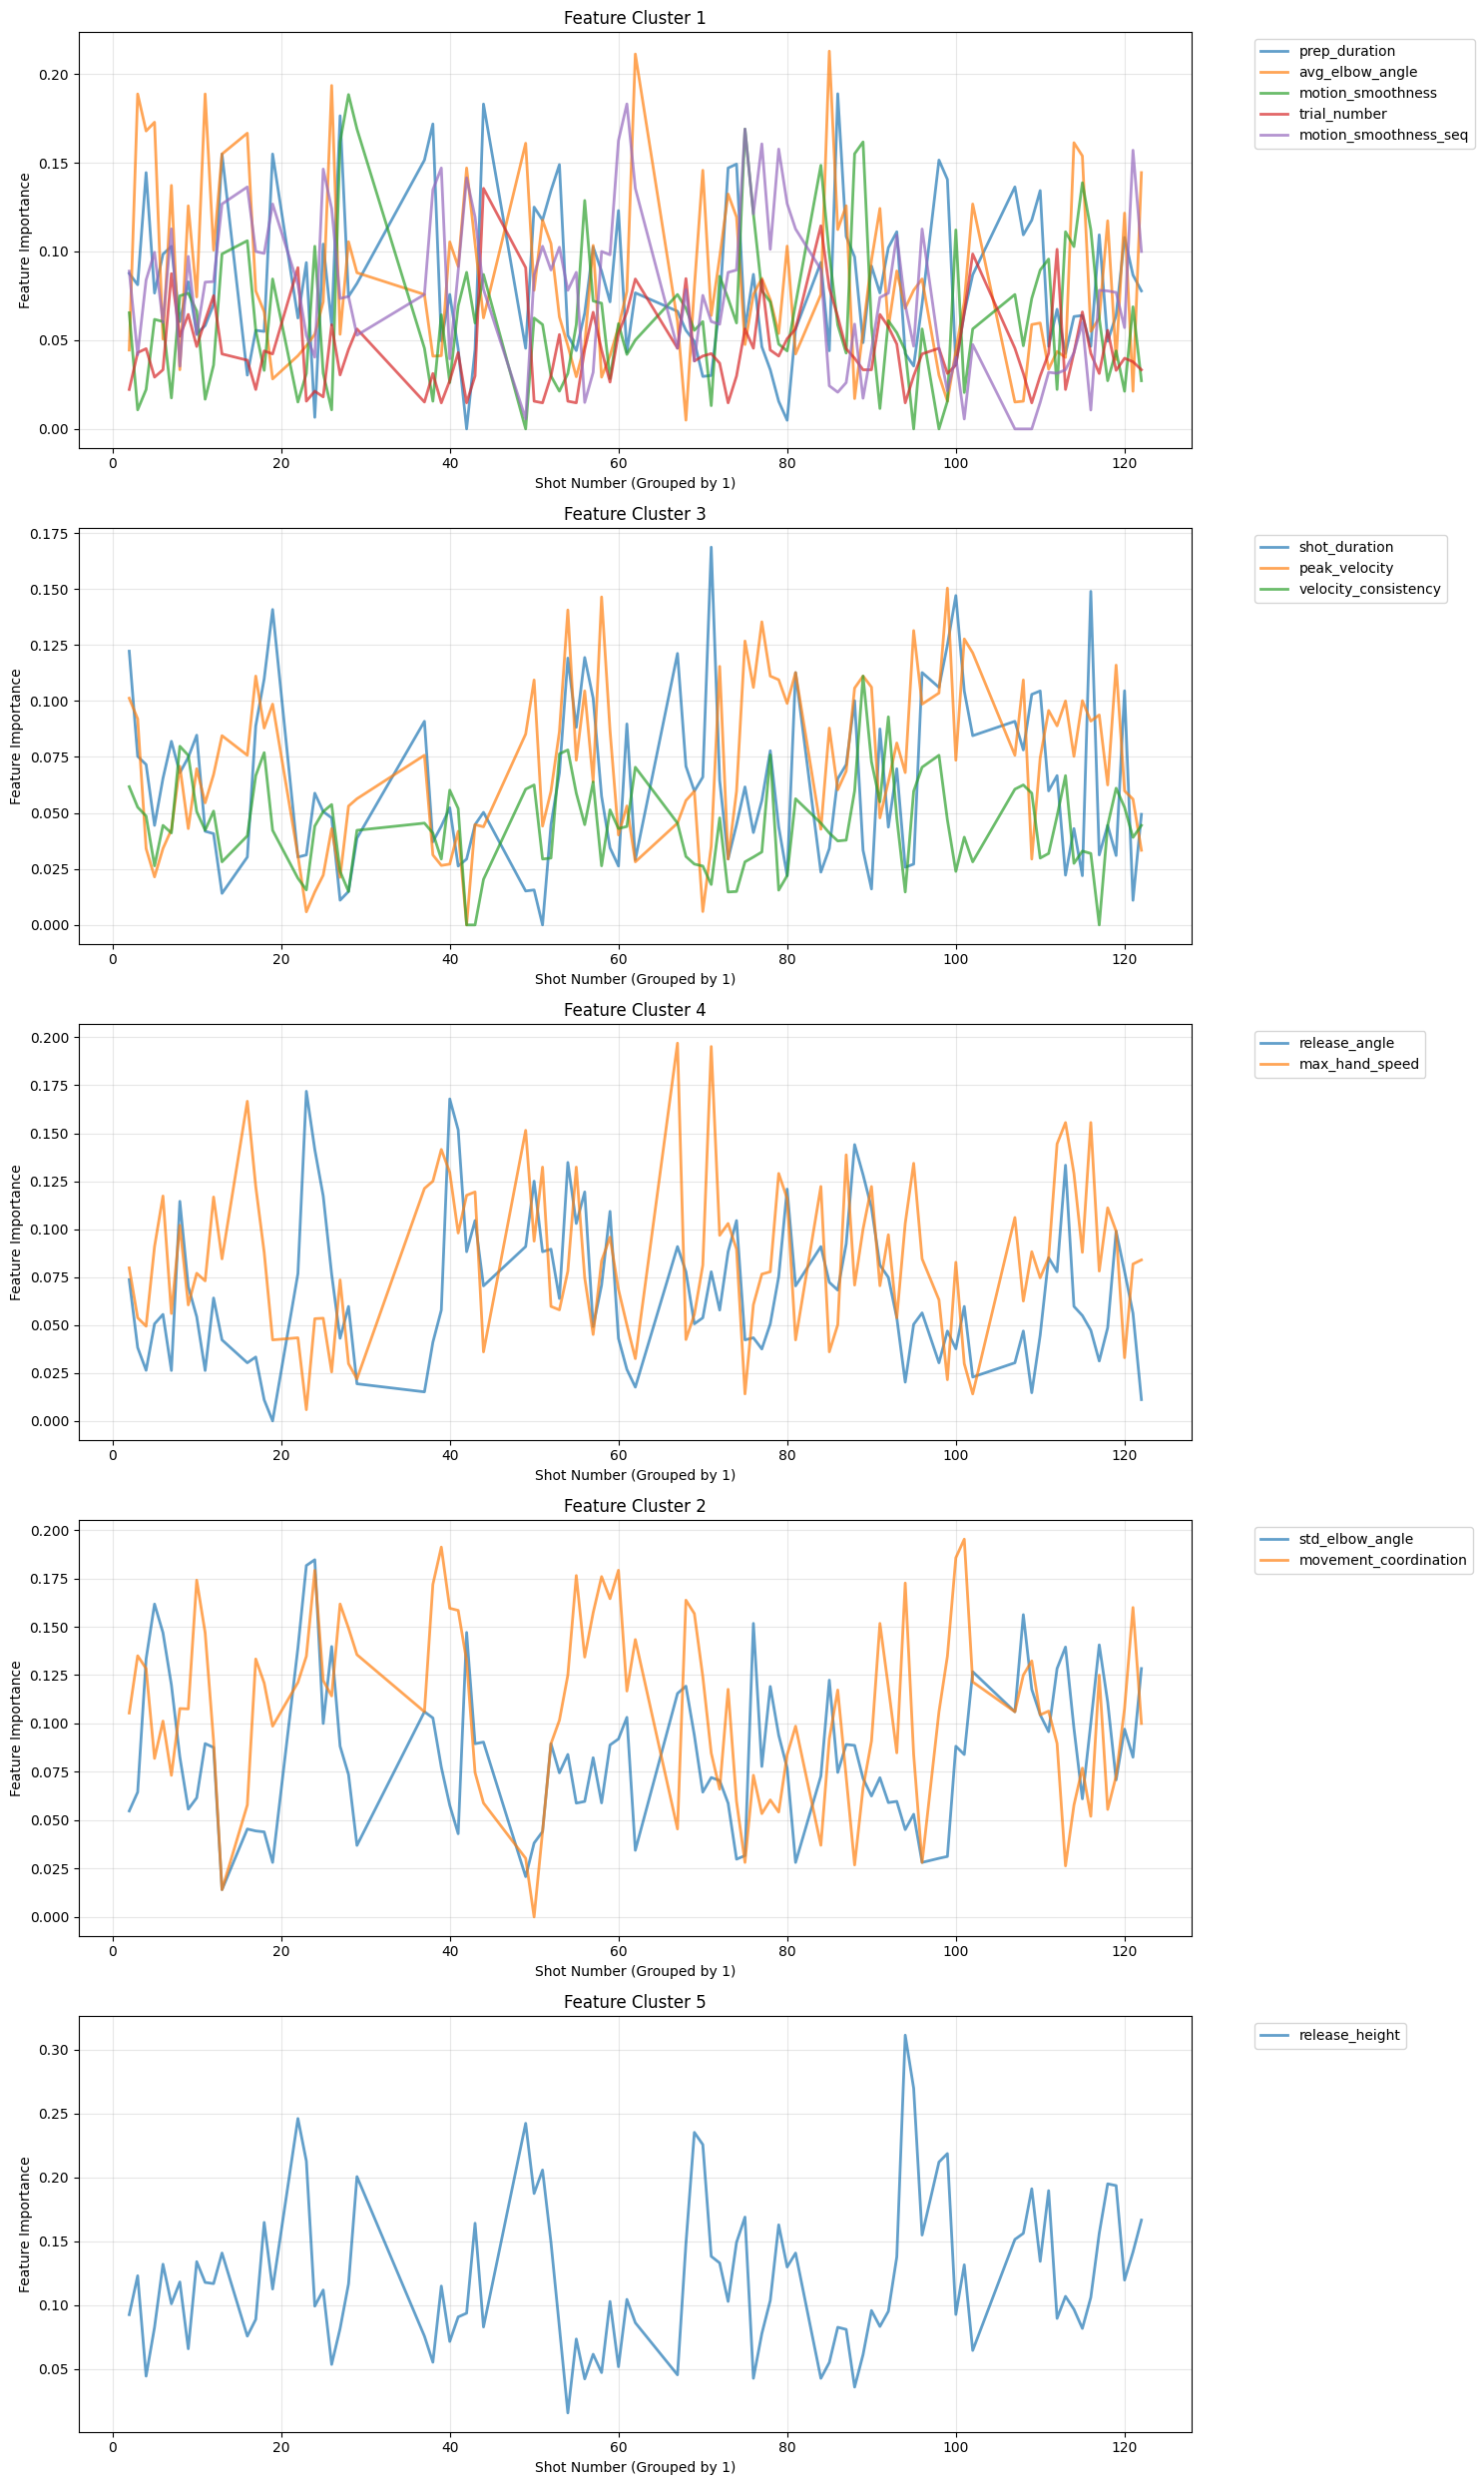 Feature Cluster 1
0.20
0.15
0.10
0.05
0.00
Feature Importance
0 20 40 60 80 100 120
Shot Number (Grouped by 1)
prep_duration
avg_elbow_angle
motion_smoothness
trial_number
motion_smoothness_seq
Feature Cluster 3
0.175
0.150
0.125
0.100
0.075
0.050
0.025
0.000
Feature Importance
0 20 40 60 80 100 120
Shot Number (Grouped by 1)
shot_duration
peak_velocity
velocity_consistency
Feature Cluster 4
0.200
0.175
0.150
0.125
0.100
0.075
0.050
0.025
0.000
Feature Importance
0 20 40 60 80 100 120
Shot Number (Grouped by 1)
release_angle
max_hand_speed
Feature Cluster 2
0.200
0.175
0.150
0.125
0.100
0.075
0.050
0.025
0.000
Feature Importance
0 20 40 60 80 100 120
Shot Number (Grouped by 1)
std_elbow_angle
movement_coordination
Feature Cluster 5
0.30
0.25
0.20
0.15
0.10
0.05
Feature Importance
0 20 40 60 80 100 120
Shot Number (Grouped by 1)
release_height